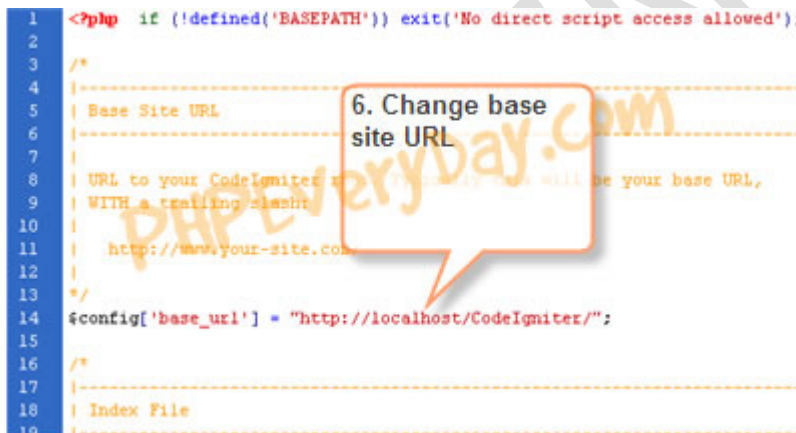 1 <?php if (!defined('BASEPATH')) exit('No direct script access allowed');
2
3 /*
4 |--------------------------------------------------------------------------
5 | Base Site URL
6 |--------------------------------------------------------------------------
7 |
8 | URL to your CodeIgniter will be your base URL,
9 | WITH a trailing slash:
10 |
11 | http://www.your-site.com
12 |
13 */
14 $config['base_url'] = "http://localhost/CodeIgniter/";
15
16 /*
17 |--------------------------------------------------------------------------
18 | Index File
19 |--------------------------------------------------------------------------
6. Change base
site URL
PHPEveryDay.com